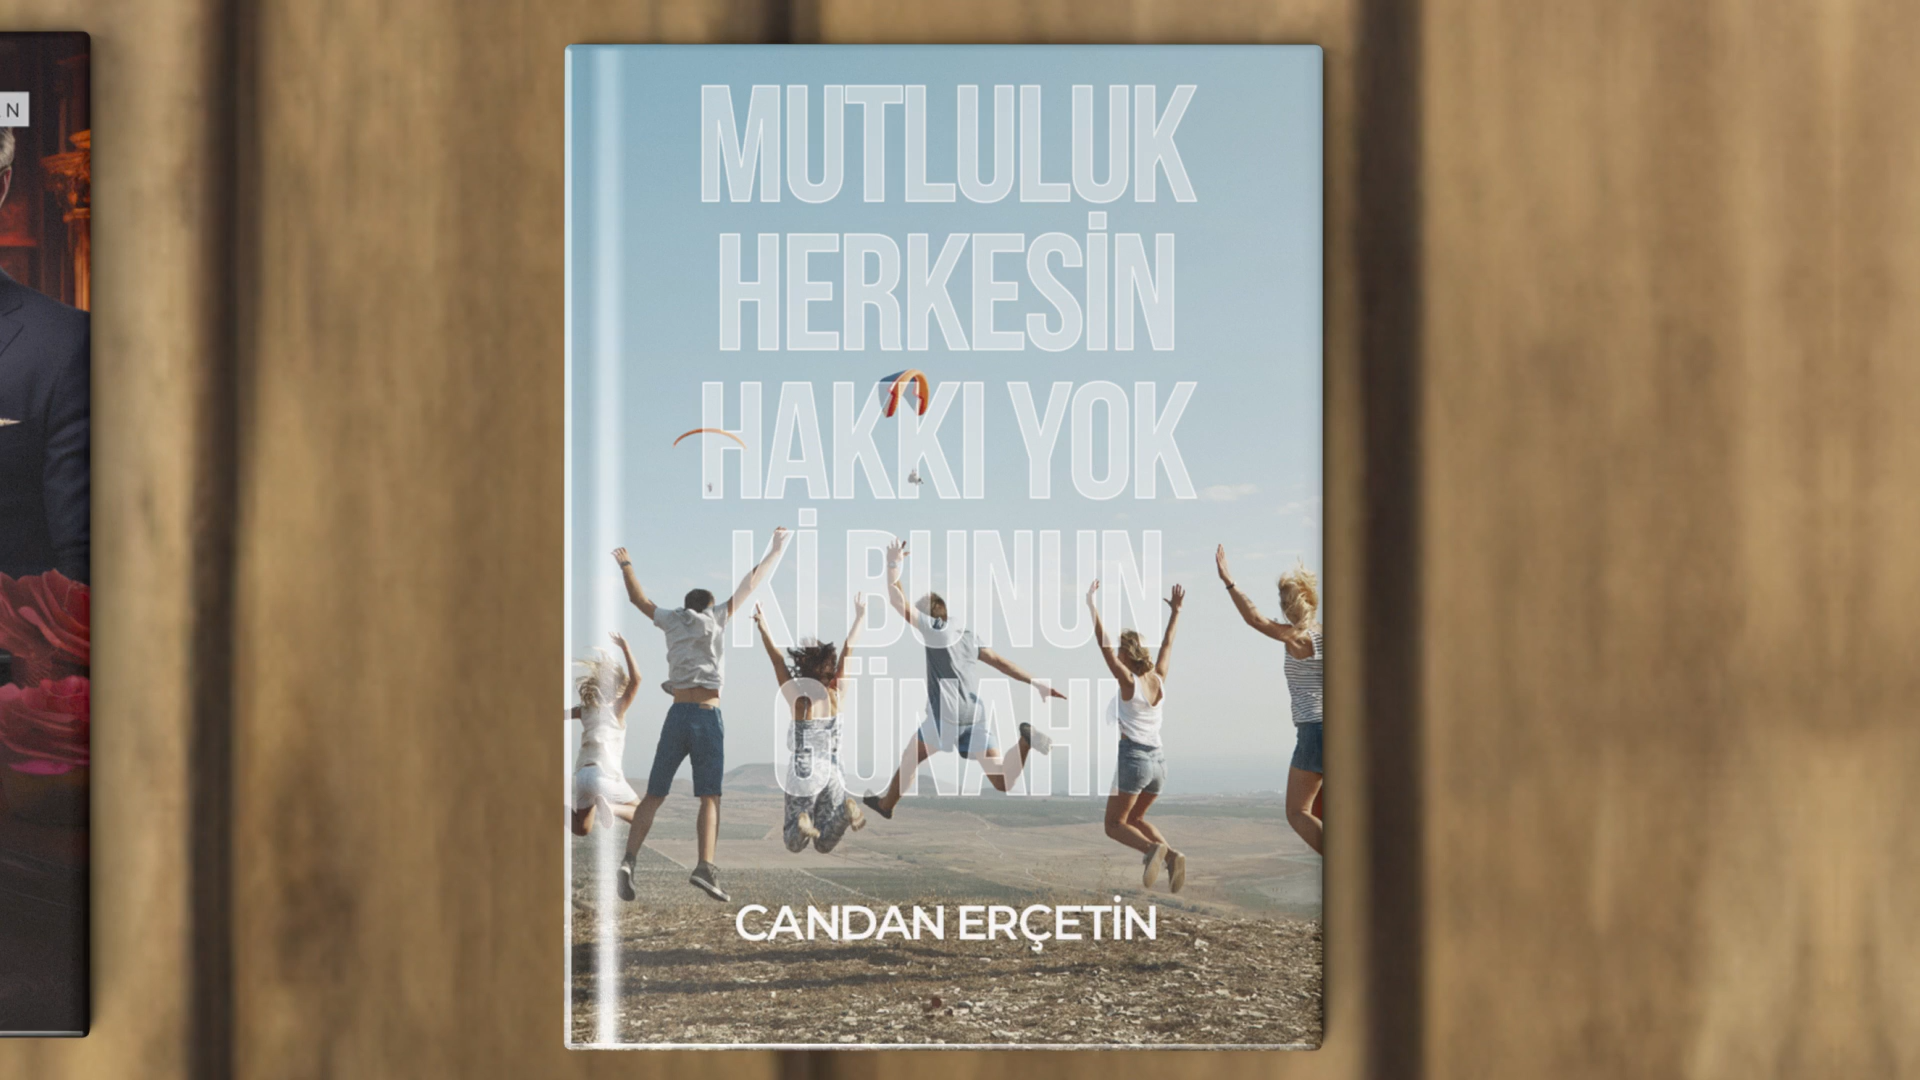 MUTLULUK
HERKESİN
HAKKI YOK
Kİ BUNUN
GÜNAHI
CANDAN ERÇETİN